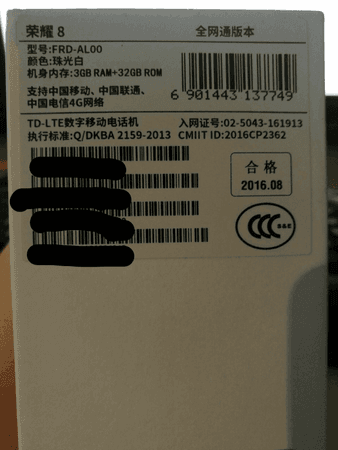 荣耀 8 全网通版本
型号:FRD-AL00
颜色:珠光白
机身内存:3GB RAM+32GB ROM
支持中国移动、中国联通、
中国电信4G网络
6 901443 137749
TD-LTE数字移动电话机 入网证号:02-5043-161913
执行标准:Q/DKBA 2159-2013 CMIIT ID:2016CP2362
合格
2016.08
CCC S&E